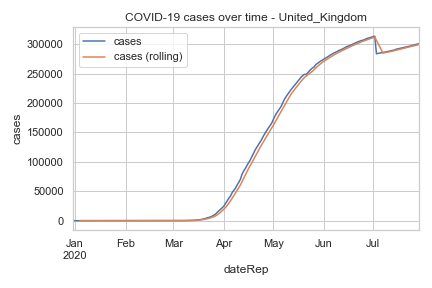 COVID-19 cases over time - United_Kingdom
cases
cases (rolling)
300000
250000
200000
150000
100000
50000
0
cases
Jan Feb Mar Apr May Jun Jul
2020
dateRep